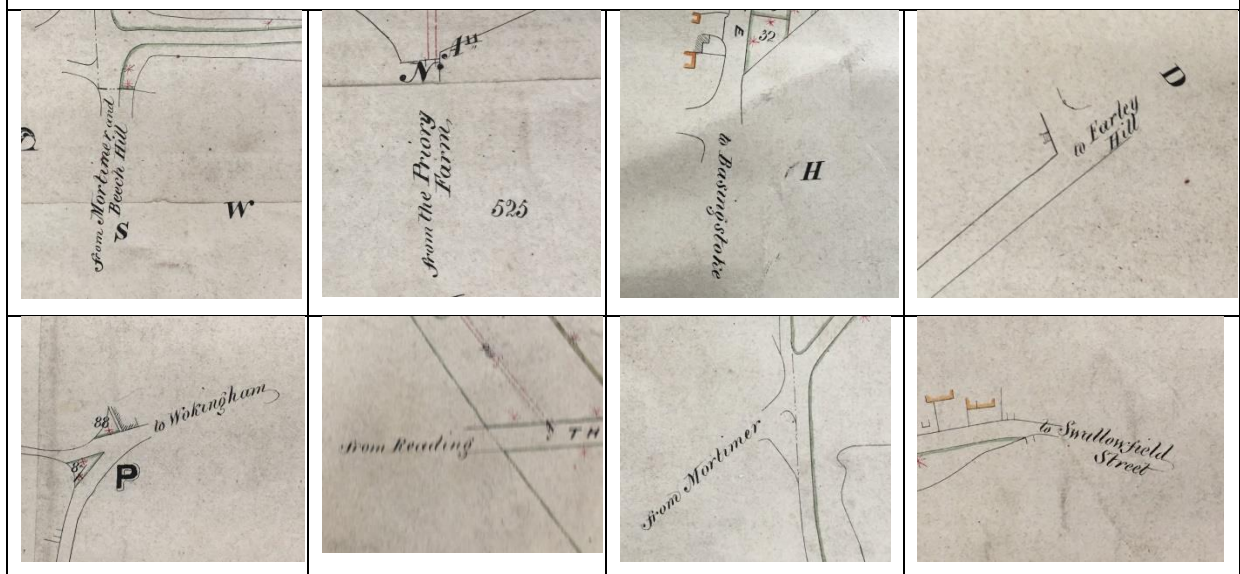 from Mortimer and
Beech Hill
S
W
N
A
from the Priory
Farm,
525
E
32
to Basingstoke
H
D
to Farley
Hill
88
to Wokingham
P
from Reading
TH
from Mortimer
to Swallowfield
Street